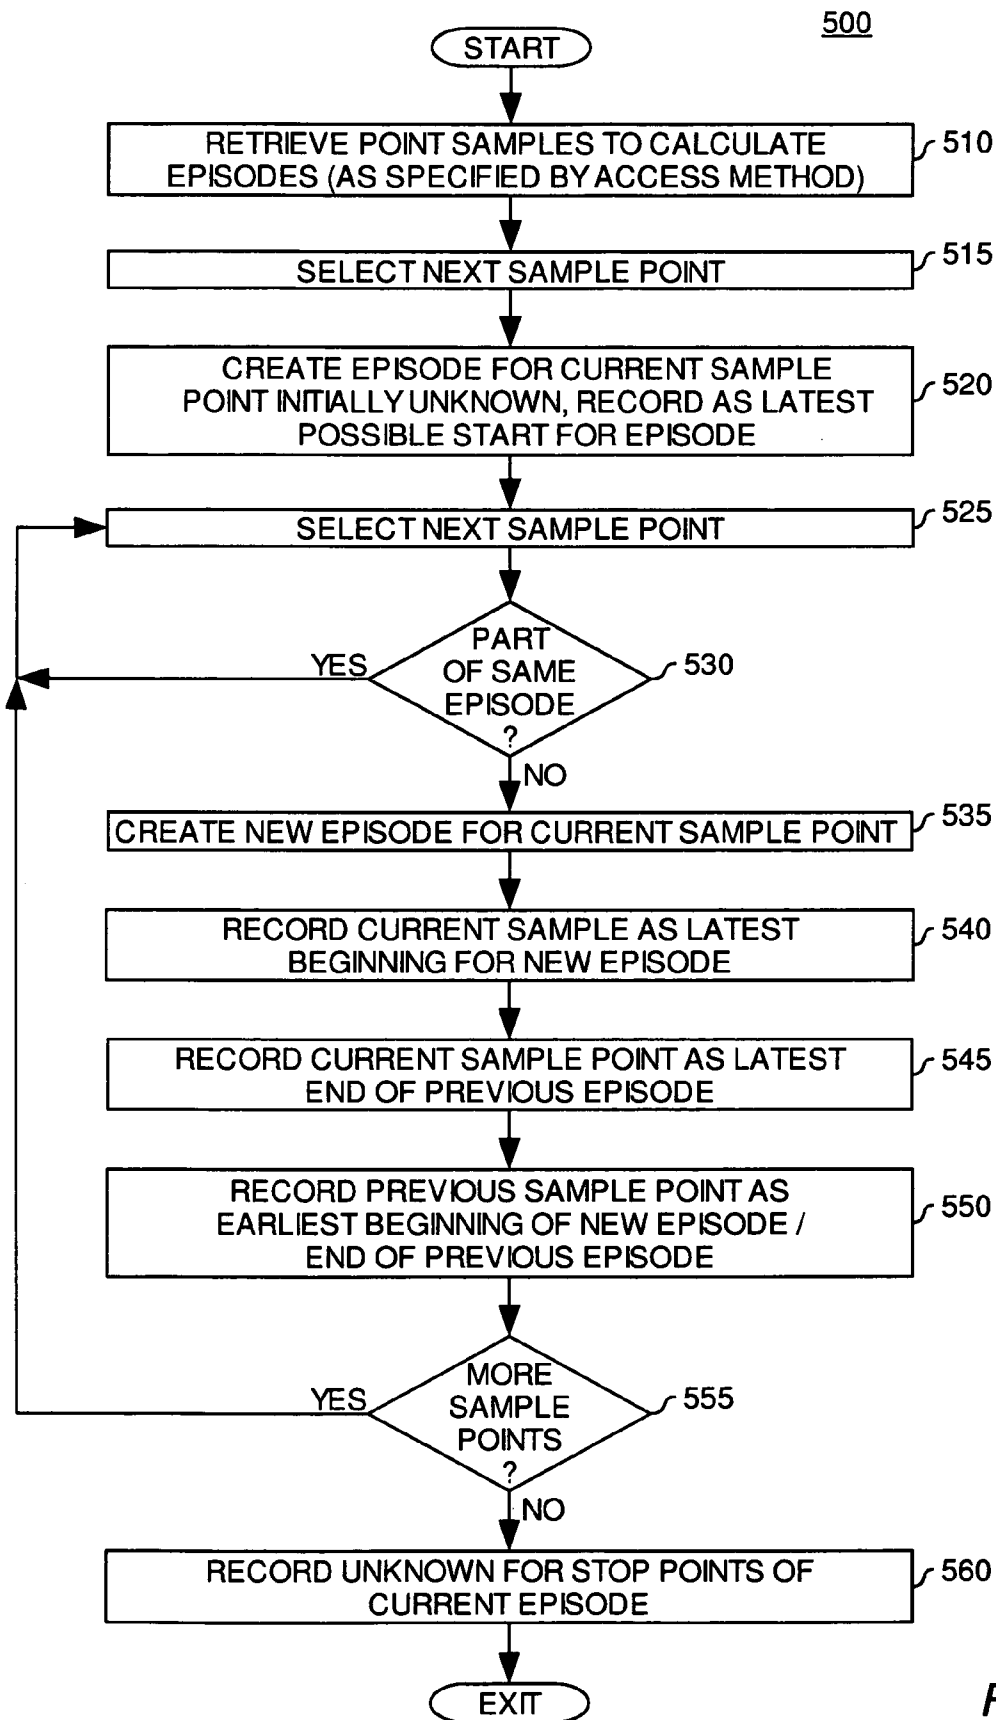 500
START
RETRIEVE POINT SAMPLES TO CALCULATE
EPISODES (AS SPECIFIED BY ACCESS METHOD)
510
SELECT NEXT SAMPLE POINT
515
CREATE EPISODE FOR CURRENT SAMPLE
POINT INITIALLY UNKNOWN, RECORD AS LATEST
POSSIBLE START FOR EPISODE
520
SELECT NEXT SAMPLE POINT
525
PART
OF SAME
EPISODE
?
YES
530
NO
CREATE NEW EPISODE FOR CURRENT SAMPLE POINT
535
RECORD CURRENT SAMPLE AS LATEST
BEGINNING FOR NEW EPISODE
540
RECORD CURRENT SAMPLE POINT AS LATEST
END OF PREVIOUS EPISODE
545
RECORD PREVIOUS SAMPLE POINT AS
EARLIEST BEGINNING OF NEW EPISODE /
END OF PREVIOUS EPISODE
550
MORE
SAMPLE
POINTS
?
YES
555
NO
RECORD UNKNOWN FOR STOP POINTS OF
CURRENT EPISODE
560
EXIT